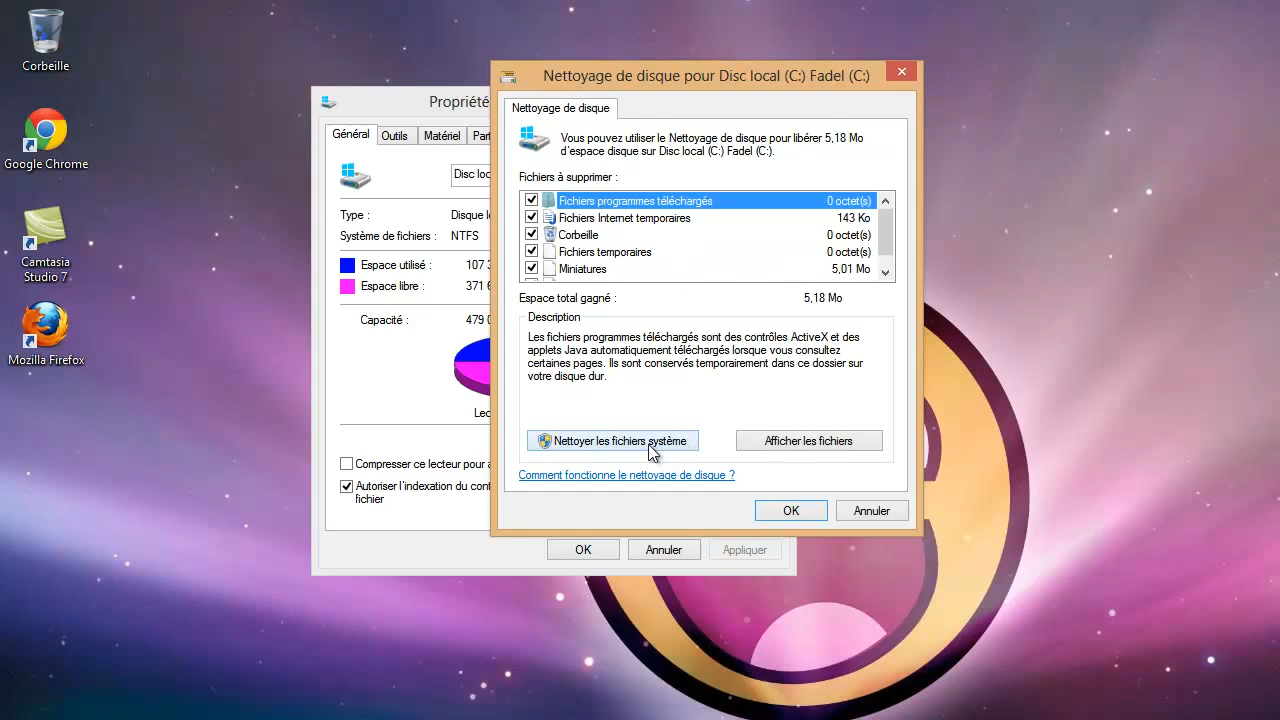 Corbeille
Google Chrome
Camtasia
Studio 7
Mozilla Firefox
Propriété
Général
Outils
Matériel
Type :
Système de fichiers :
NTFS
Espace utilisé :
Espace libre :
Capacité :
Compresser ce lecteur pour
Autoriser l'indexation du
fichier
OK
Annuler
Appliquer
Nettoyage de disque pour Disc local (C:) Fadel (C:)
Nettoyage de disque
Vous pouvez utiliser le Nettoyage de disque pour libérer 5,18 Mo
d'espace disque sur Disc local (C:) Fadel (C:).
Fichiers à supprimer :
Fichiers programmes téléchargés 0 octet(s)
Fichiers Internet temporaires 143 Ko
Corbeille 0 octet(s)
Fichiers temporaires 0 octet(s)
Miniatures 5,01 Mo
Espace total gagné : 5,18 Mo
Description
Les fichiers programmes téléchargés sont des contrôles ActiveX et des
applets Java automatiquement téléchargés lorsque vous consultez
certaines pages. Ils sont conservés temporairement dans ce dossier sur
votre disque dur.
Nettoyer les fichiers système
Afficher les fichiers
Comment fonctionne le nettoyage de disque ?
OK
Annuler